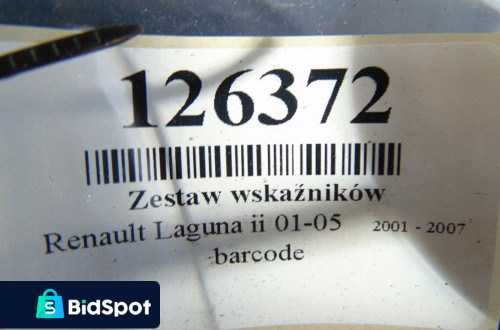 126372
Zestaw wskaźników
Renault Laguna ii 01-05 2001 - 2007
barcode
BidSpot